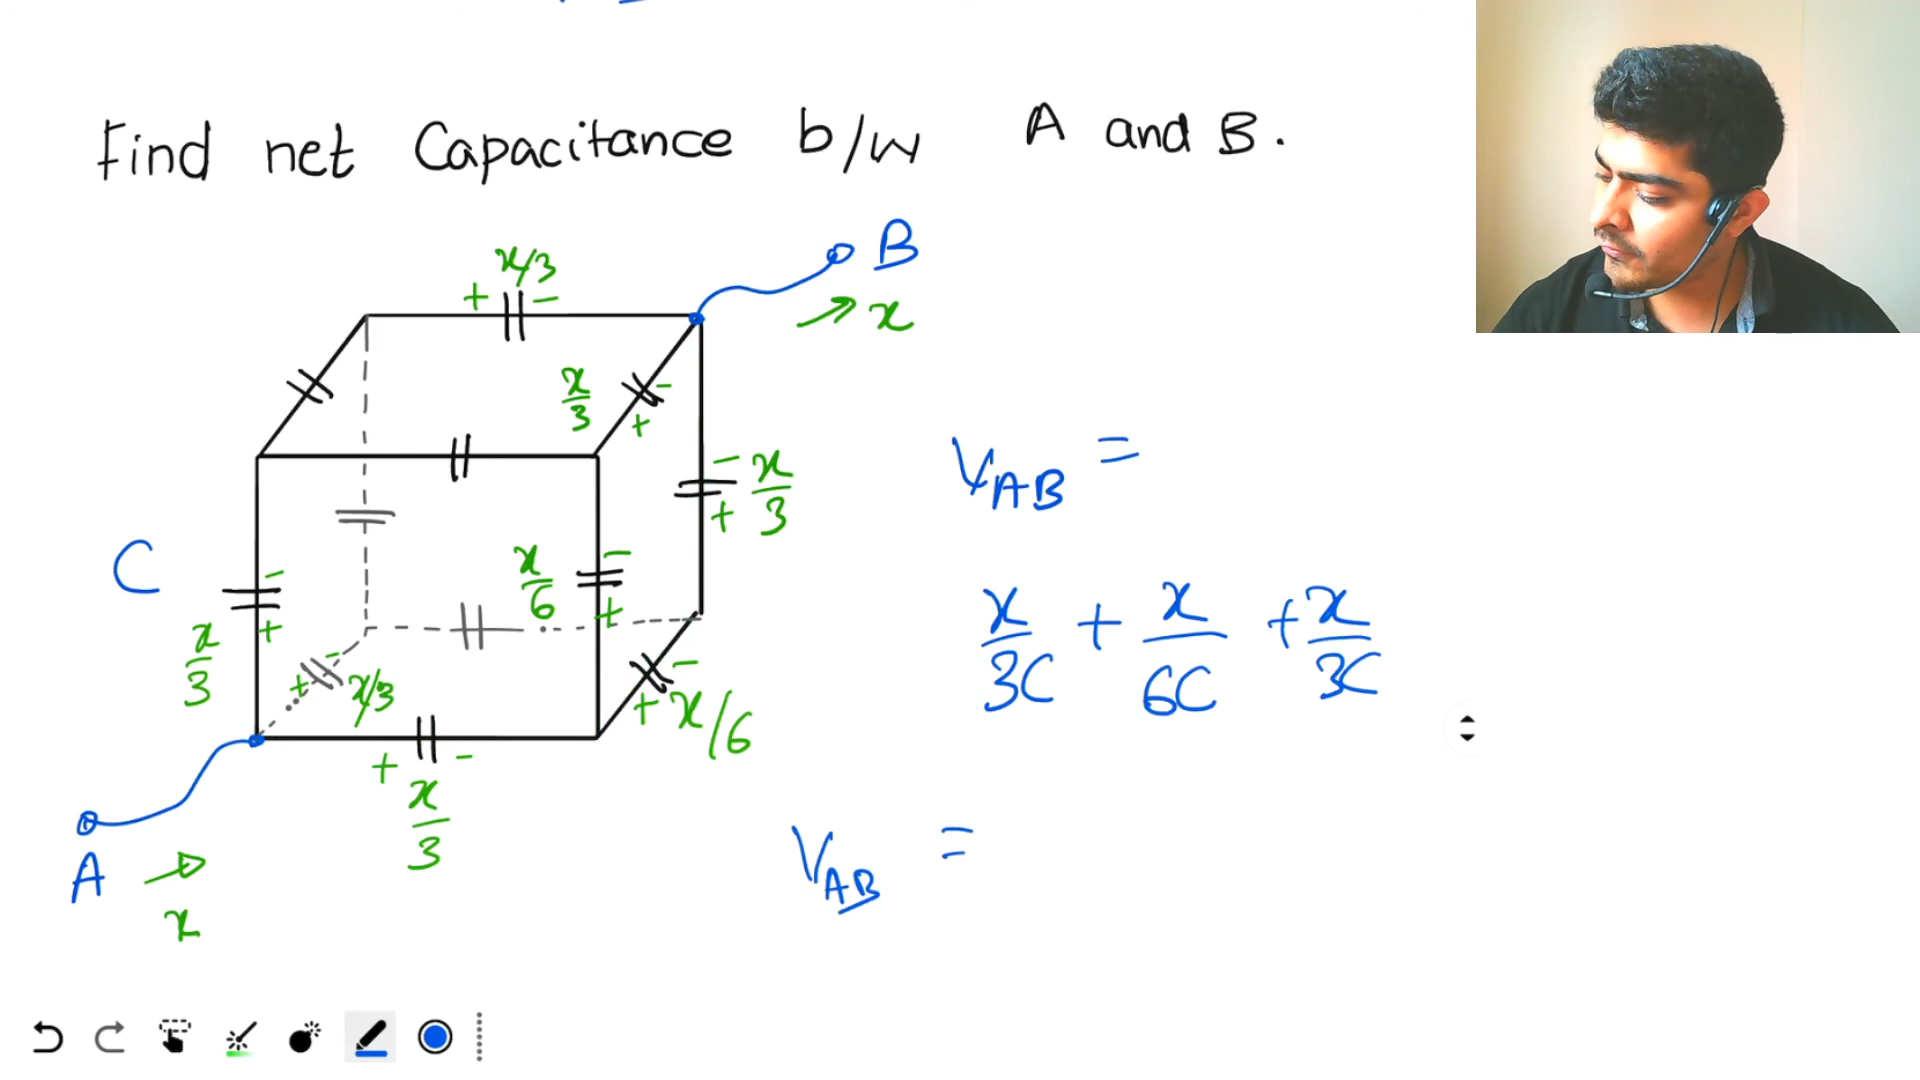 Find net Capacitance b/w A and B.
x/3
+ -
B
x
x/3
-
+
- x/3
+
V_AB =
C
-
+
x/3
x/6
-
+
x/3C + x/6C + x/3C
+ - x/3
-
+ x/6
+ -
x/3
V_AB =
A
x